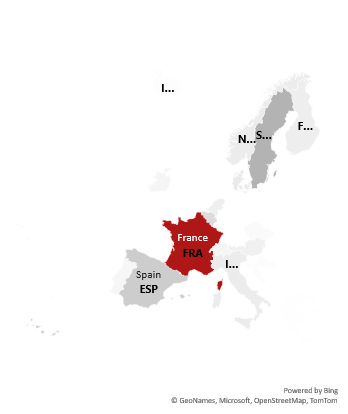 I...
F...
N...
S...
France
FRA
I...
Spain
ESP
Powered by Bing
© GeoNames, Microsoft, OpenStreetMap, TomTom